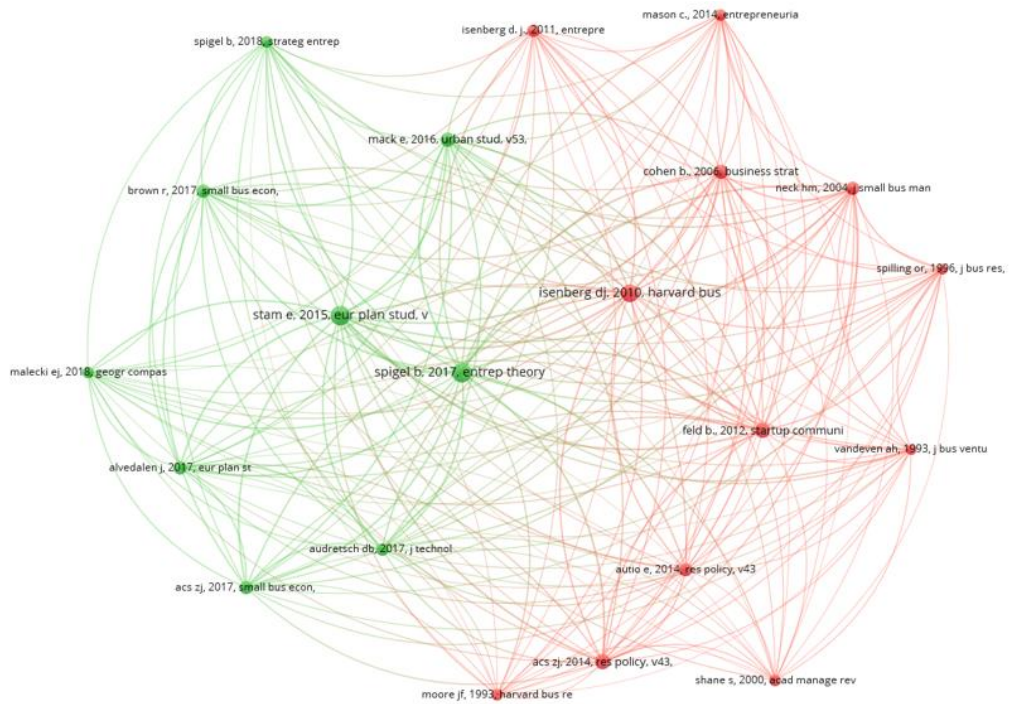 mason c., 2014, entrepreneuria
isenberg d. j., 2011, entrepre
spigel b, 2018, strateg entrep
mack e, 2016, urban stud, v53,
cohen b., 2006, business strat
brown r, 2017, small bus econ,
neck hm, 2004, j small bus man
spilling or, 1996, j bus res,
isenberg dj, 2010, harvard bus
stam e, 2015, eur plan stud, v
malecki ej, 2018, geogr compas
spigel b, 2017, entrep theory
feld b., 2012, startup communi
vandeven ah, 1993, j bus ventu
alvedalen j, 2017, eur plan st
audretsch db, 2017, j technol
autio e, 2014, res policy, v43
acs zj, 2017, small bus econ,
acs zj, 2014, res policy, v43,
shane s, 2000, acad manage rev
moore jf, 1993, harvard bus re